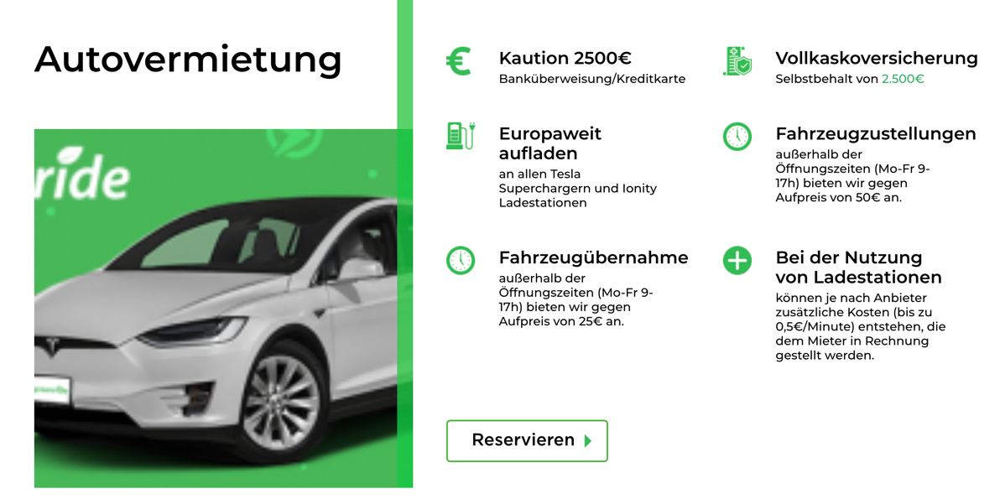 Autovermietung
ride
Kaution 2500€
Banküberweisung/Kreditkarte
Vollkaskoversicherung
Selbstbehalt von 2.500€
Europaweit
aufladen
an allen Tesla
Superchargern und Ionity
Ladestationen
Fahrzeugzustellungen
außerhalb der
Öffnungszeiten (Mo-Fr 9-
17h) bieten wir gegen
Aufpreis von 50€ an.
Fahrzeugübernahme
außerhalb der
Öffnungszeiten (Mo-Fr 9-
17h) bieten wir gegen
Aufpreis von 25€ an.
Bei der Nutzung
von Ladestationen
können je nach Anbieter
zusätzliche Kosten (bis zu
0,5€/Minute) entstehen, die
dem Mieter in Rechnung
gestellt werden.
Reservieren